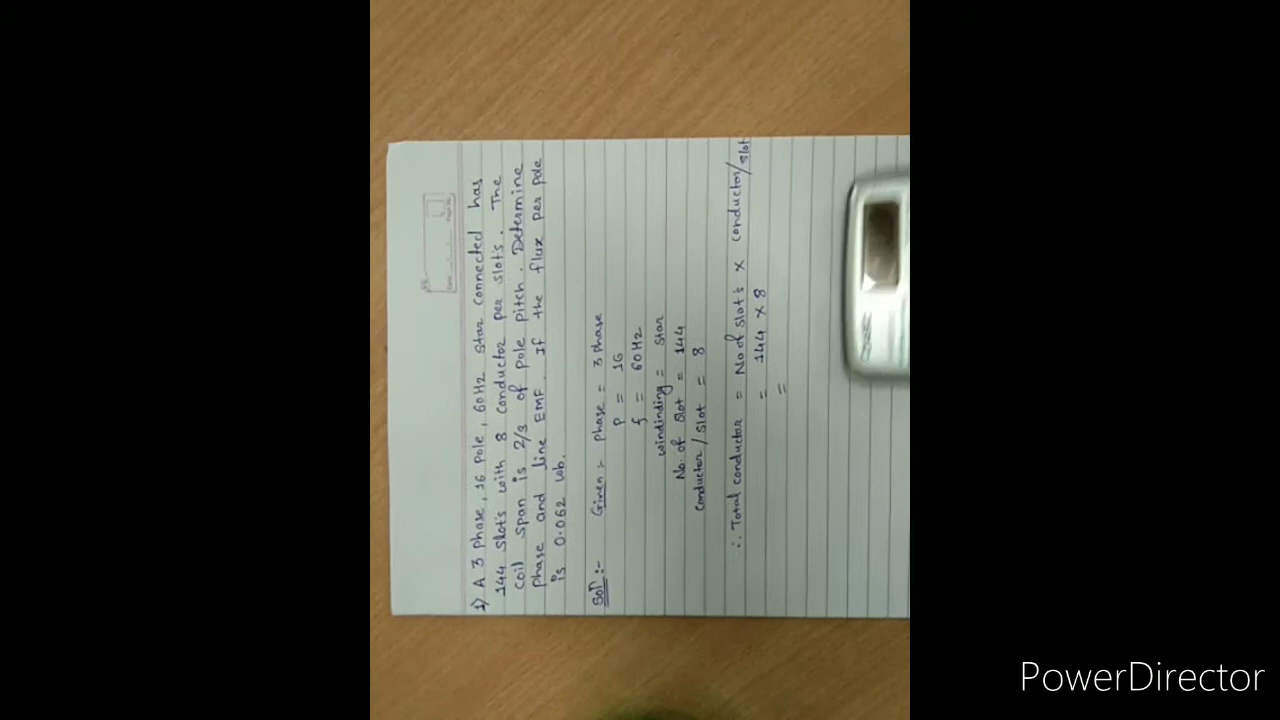 1) A 3 phase, 16 pole, 60Hz star connected has
144 slots with 8 conductor per slots. The
coil span is 2/3 of pole pitch. Determine
phase and line EMF. If the flux per pole
is 0.062 wb.
Soln :- Given :- phase = 3 phase
P = 16
f = 60Hz
windinding = star
No. of slot = 144
conductor / slot = 8
∴ Total conductor = No of slot's × conductor/slot
= 144 × 8
=
PowerDirector